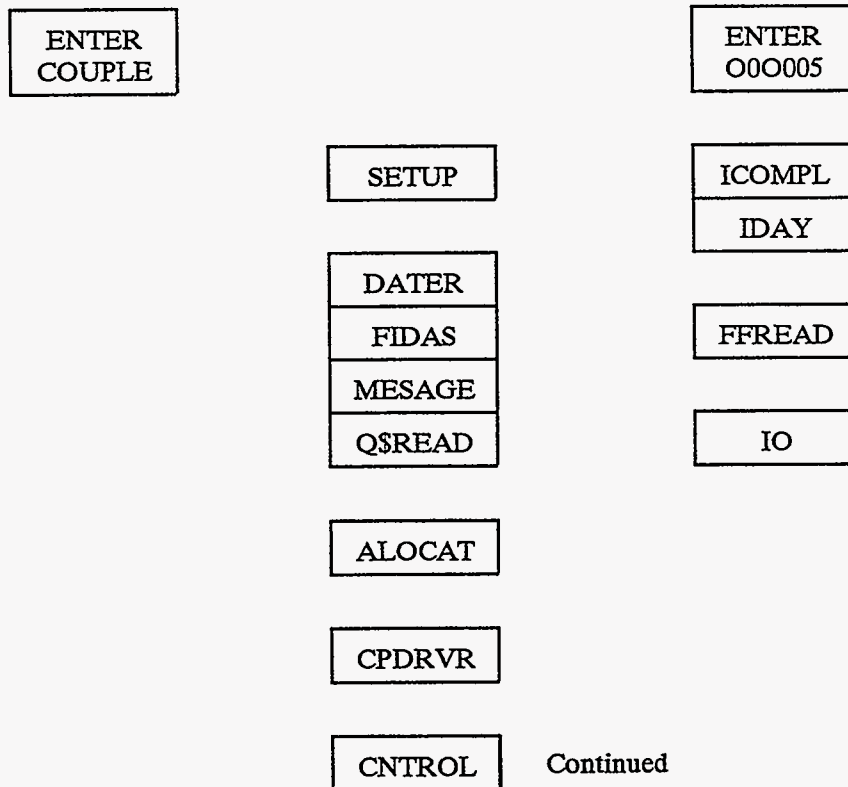 ENTER
COUPLE
SETUP
DATER
FIDAS
MESAGE
Q$READ
ALOCAT
CPDRVR
CNTROL
Continued
ENTER
O0O005
ICOMPL
IDAY
FFREAD
IO